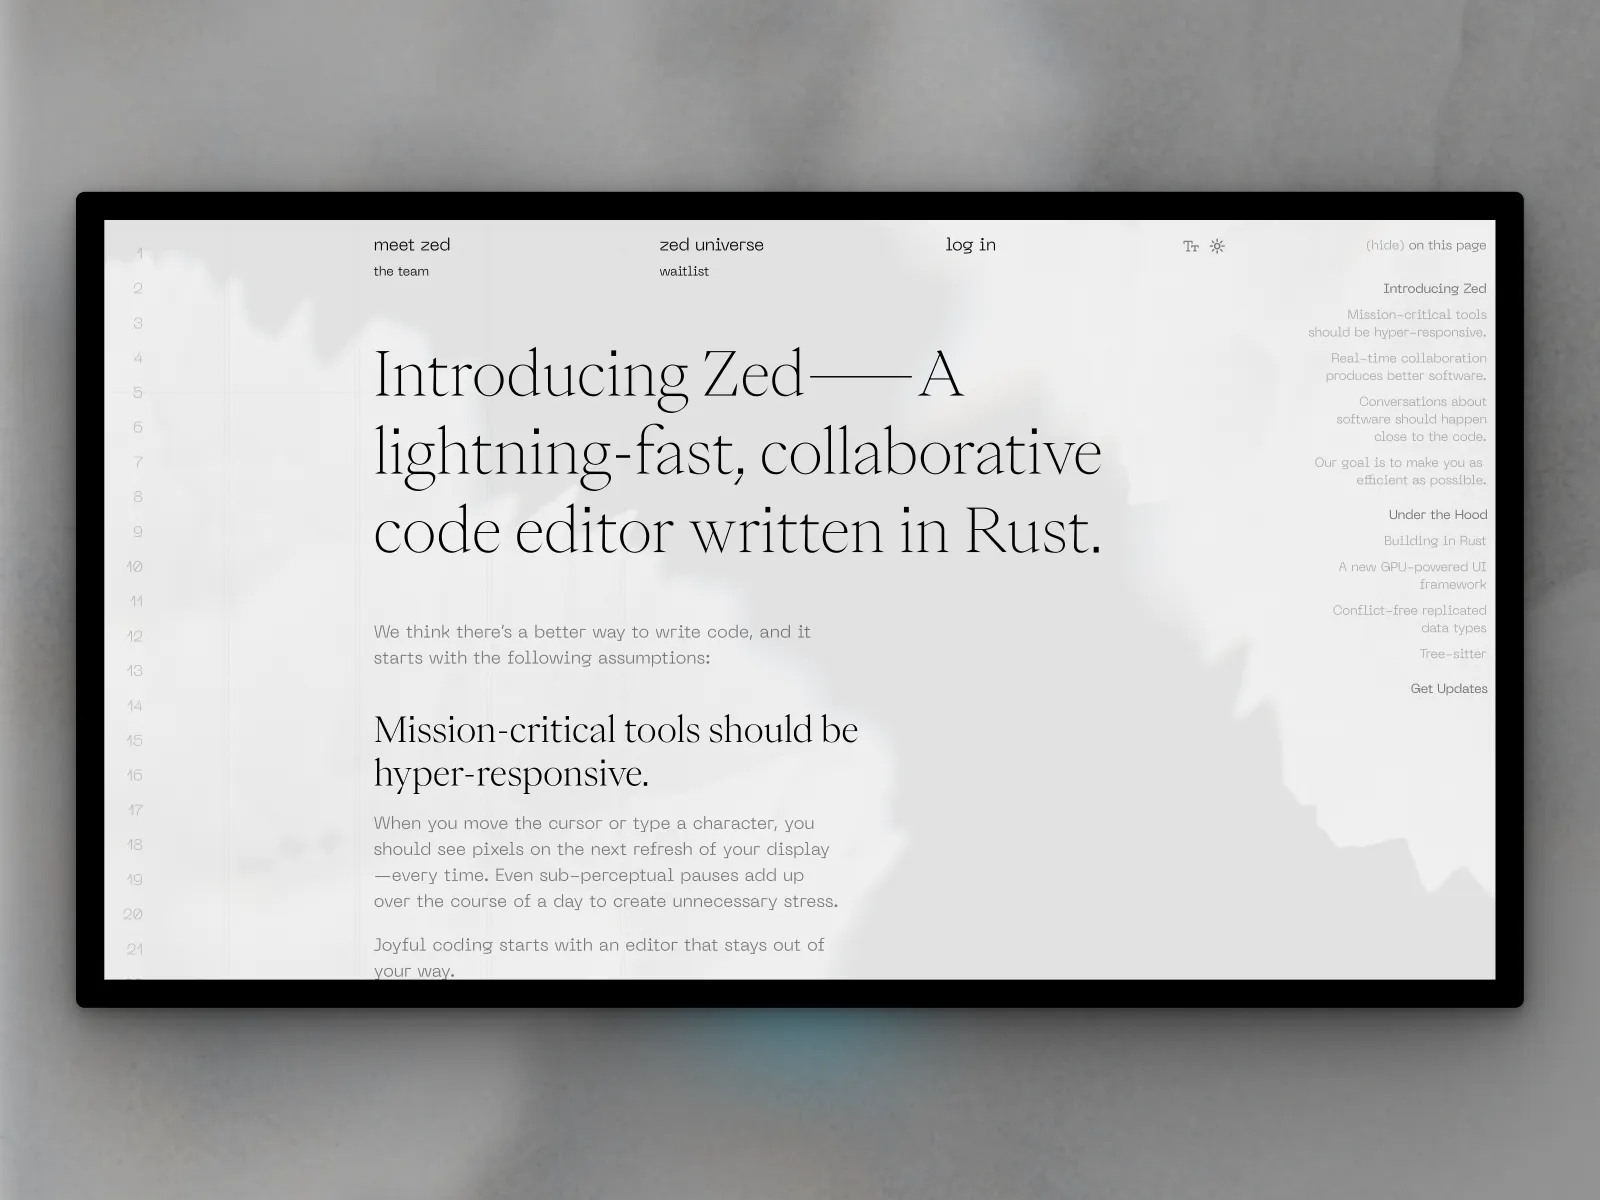 meet zed
the team
zed universe
waitlist
log in
Tт
(hide) on this page
1
2
3
4
5
6
7
8
9
10
11
12
13
14
15
16
17
18
19
20
21
Introducing Zed——A
lightning-fast, collaborative
code editor written in Rust.
We think there's a better way to write code, and it
starts with the following assumptions:
Mission-critical tools should be
hyper-responsive.
When you move the cursor or type a character, you
should see pixels on the next refresh of your display
—every time. Even sub-perceptual pauses add up
over the course of a day to create unnecessary stress.
Joyful coding starts with an editor that stays out of
your way.
Introducing Zed
Mission-critical tools
should be hyper-responsive.
Real-time collaboration
produces better software.
Conversations about
software should happen
close to the code.
Our goal is to make you as
efficient as possible.
Under the Hood
Building in Rust
A new GPU-powered UI
framework
Conflict-free replicated
data types
Tree-sitter
Get Updates